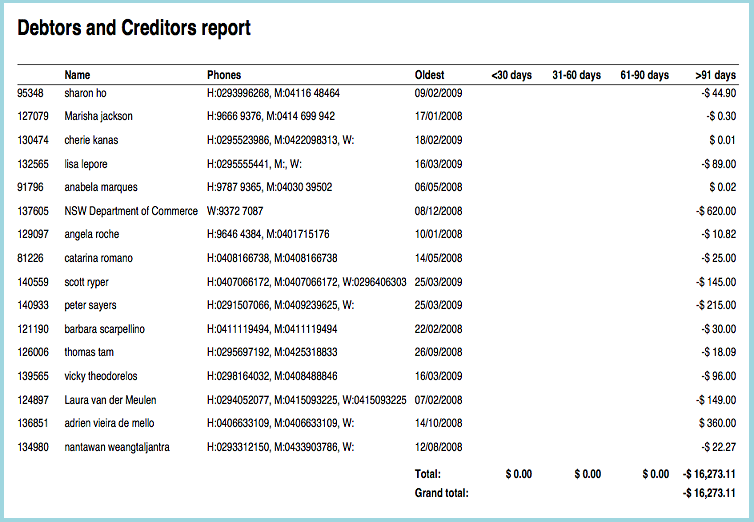 Debtors and Creditors report
Name Phones Oldest <30 days 31-60 days 61-90 days >91 days
95348 sharon ho H:0293996268, M:04116 48464 09/02/2009 -$ 44.90
127079 Marisha jackson H:9666 9376, M:0414 699 942 17/01/2008 -$ 0.30
130474 cherie kanas H:0295523986, M:0422098313, W: 18/02/2009 $ 0.01
132565 lisa lepore H:0295555441, M:, W: 16/03/2009 -$ 89.00
91796 anabela marques H:9787 9365, M:04030 39502 06/05/2008 $ 0.02
137605 NSW Department of Commerce W:9372 7087 08/12/2008 -$ 620.00
129097 angela roche H:9646 4384, M:0401715176 10/01/2008 -$ 10.82
81226 catarina romano H:0408166738, M:0408166738 14/05/2008 -$ 25.00
140559 scott ryper H:0407066172, M:0407066172, W:0296406303 25/03/2009 -$ 145.00
140933 peter sayers H:0291507066, M:0409239625, W: 25/03/2009 -$ 215.00
121190 barbara scarpellino H:0411119494, M:0411119494 22/02/2008 -$ 30.00
126006 thomas tam H:0295697192, M:0425318833 26/09/2008 -$ 18.09
139565 vicky theodorelos H:0298164032, M:0408488846 16/03/2009 -$ 96.00
124897 Laura van der Meulen H:0294052077, M:0415093225, W:0415093225 07/02/2008 -$ 149.00
136851 adrien vieira de mello H:0406633109, M:0406633109, W: 14/10/2008 $ 360.00
134980 nantawan weangtaljantra H:0293312150, M:0433903786, W: 12/08/2008 -$ 22.27
Total: $ 0.00 $ 0.00 $ 0.00 -$ 16,273.11
Grand total: -$ 16,273.11